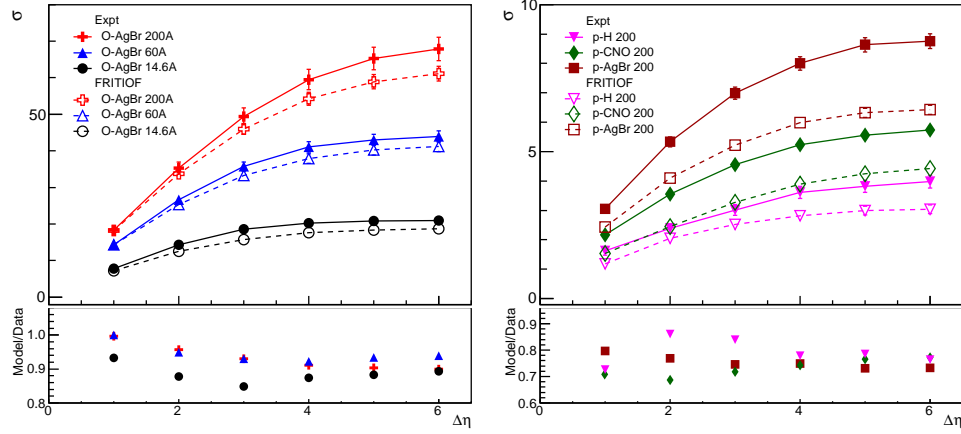 σ
Expt
O-AgBr 200A
O-AgBr 60A
O-AgBr 14.6A
FRITIOF
O-AgBr 200A
O-AgBr 60A
O-AgBr 14.6A
50
0
Model/Data
1.0
0.9
0.8
0
2
4
6
Δη
σ
10
Expt
p-H 200
p-CNO 200
p-AgBr 200
FRITIOF
p-H 200
p-CNO 200
p-AgBr 200
5
0
Model/Data
0.9
0.8
0.7
0.6
0
2
4
6
Δη